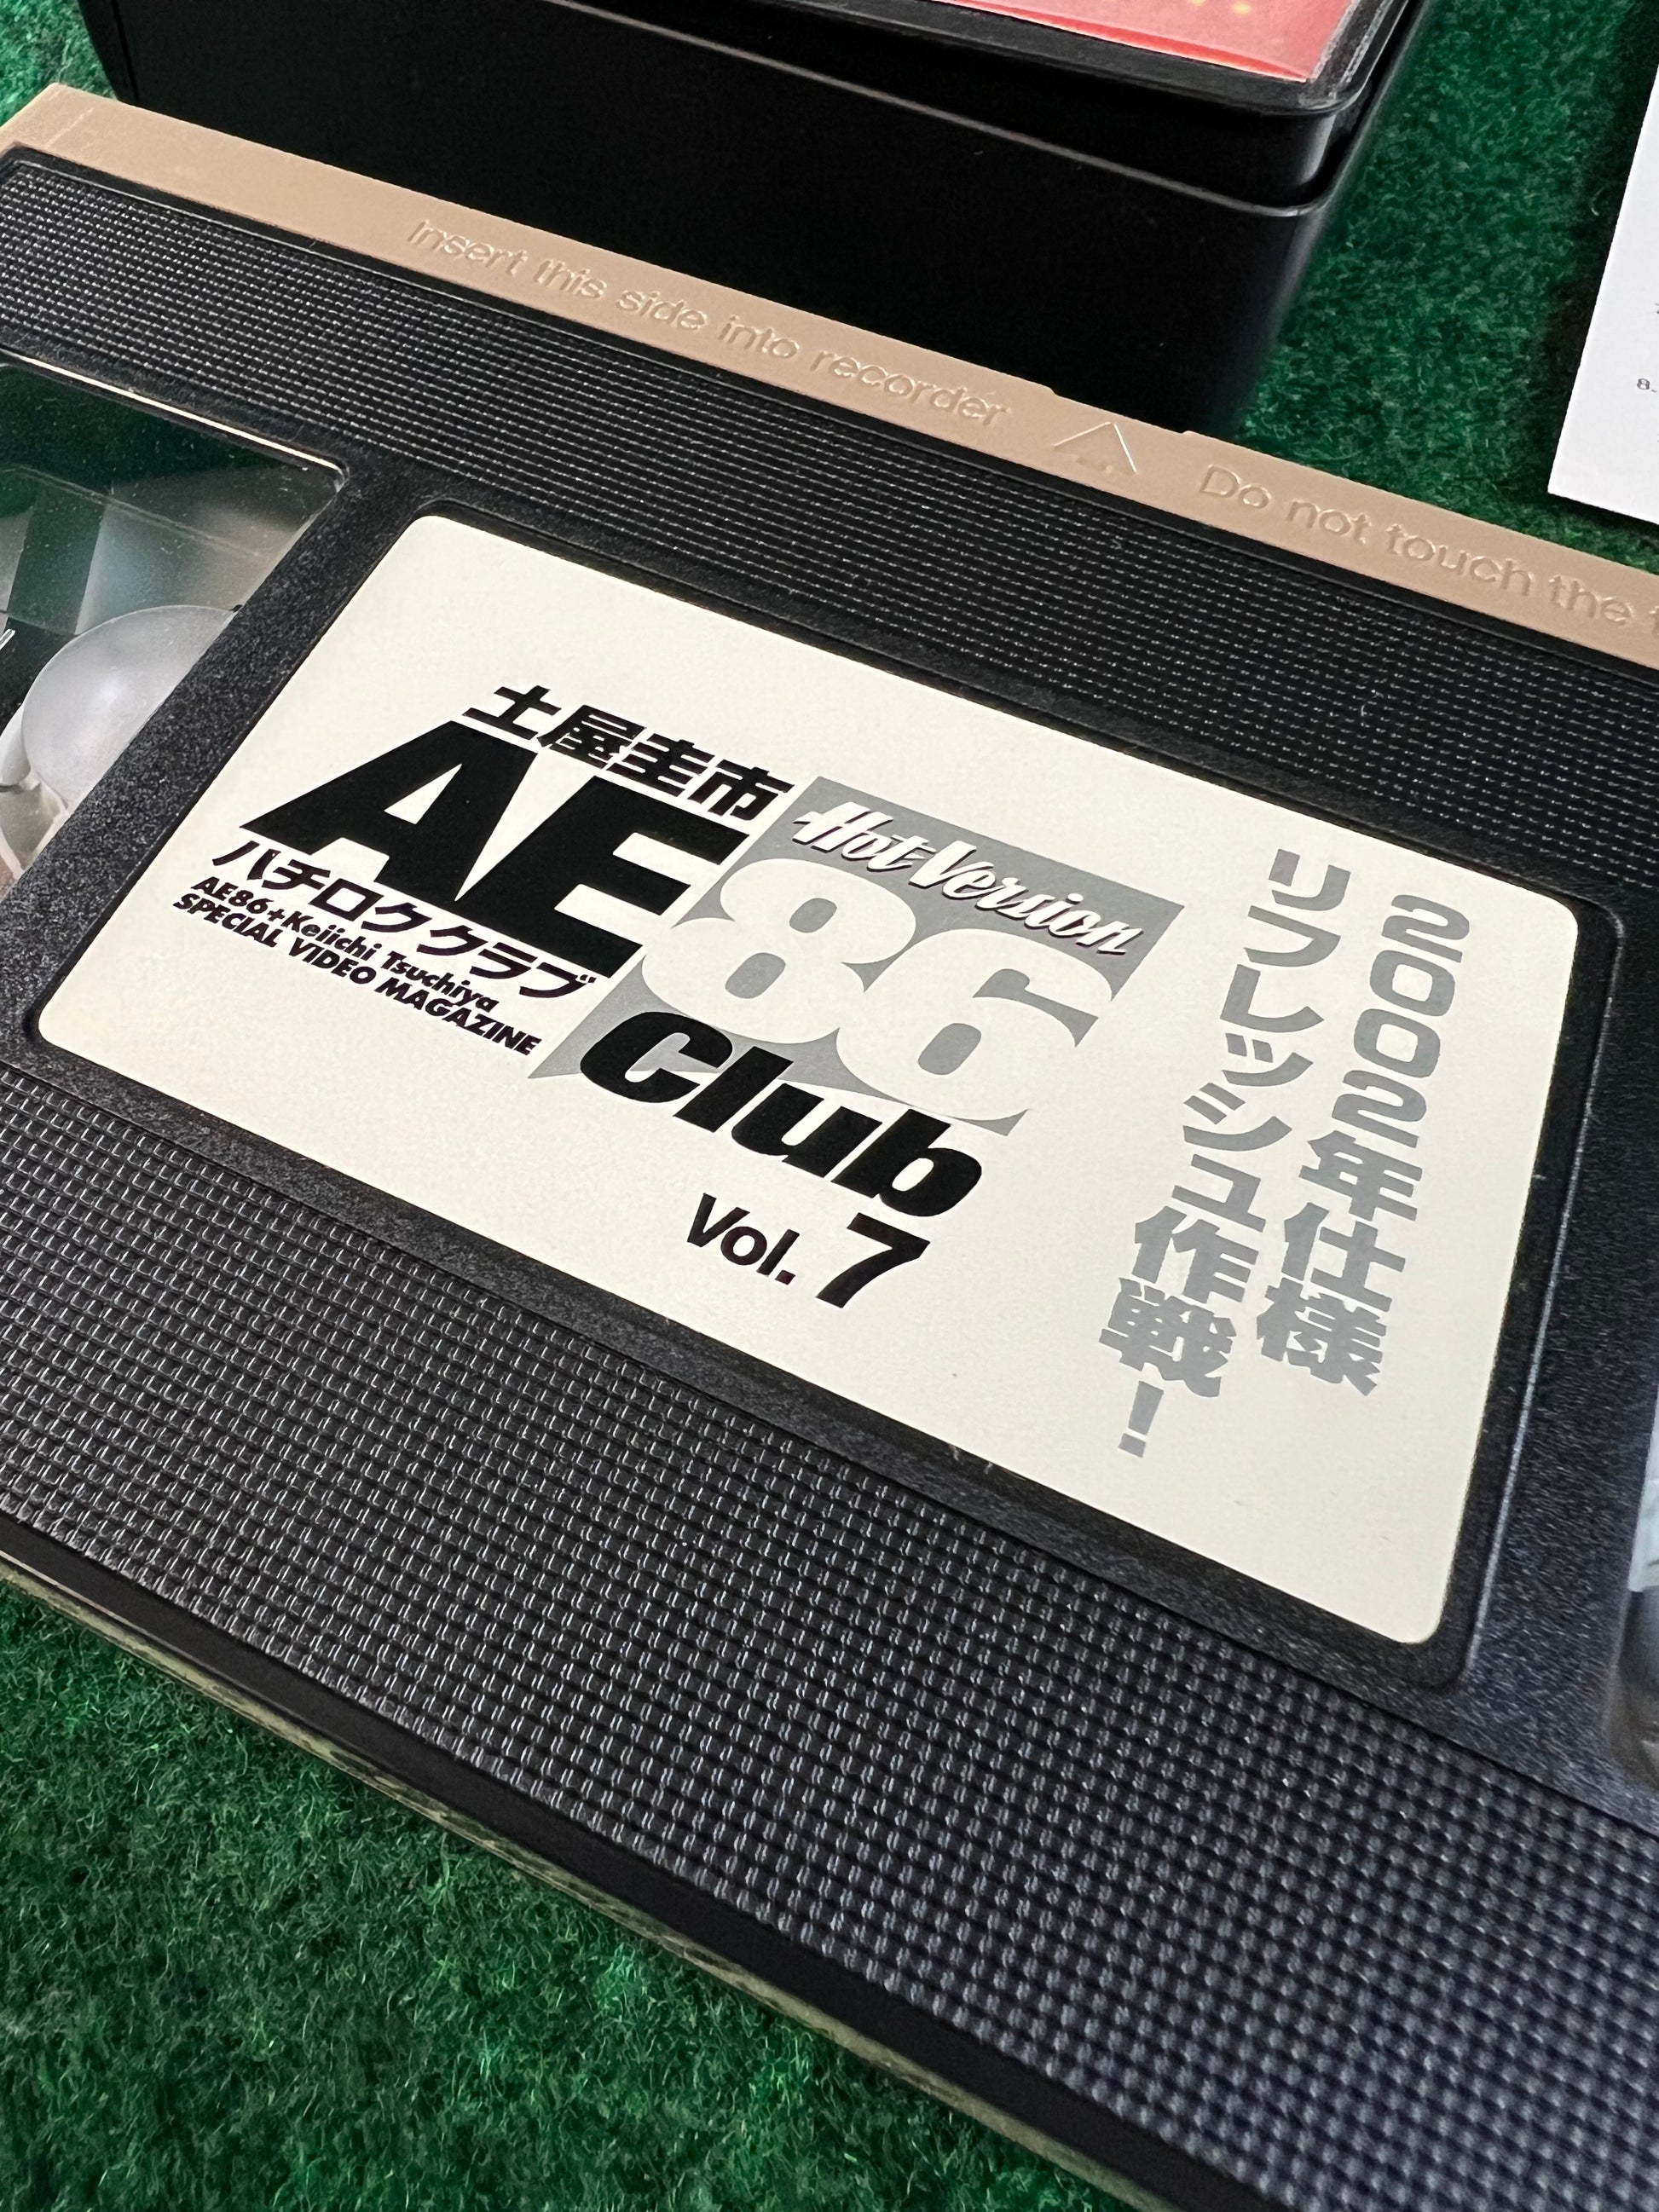 Insert this side into recorder
Do not touch the
土屋圭市
AE86
Hot Version
ハチロククラブ
AE86+Keiichi Tsuchiya
SPECIAL VIDEO MAGAZINE
Club
Vol.7
2002年仕様
リフレッシュ作戦!
8.